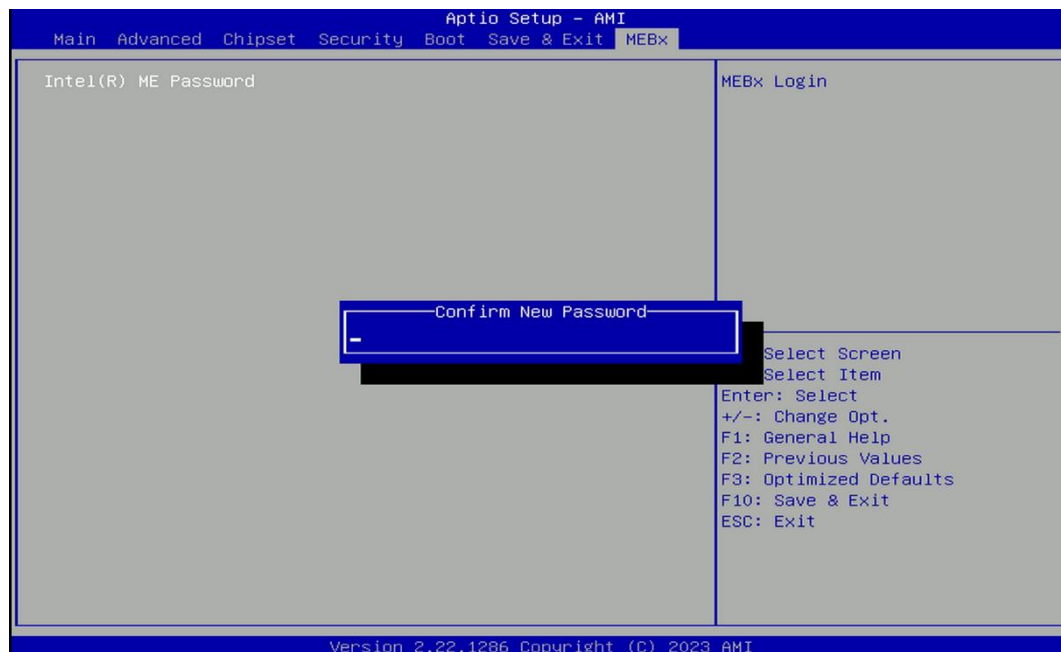 Aptio Setup – AMI
Main Advanced Chipset Security Boot Save & Exit MEBx
Intel(R) ME Password
MEBx Login
Confirm New Password
Select Screen
Select Item
Enter: Select
+/-: Change Opt.
F1: General Help
F2: Previous Values
F3: Optimized Defaults
F10: Save & Exit
ESC: Exit
Version 2.22.1286 Copyright (C) 2023 AMI